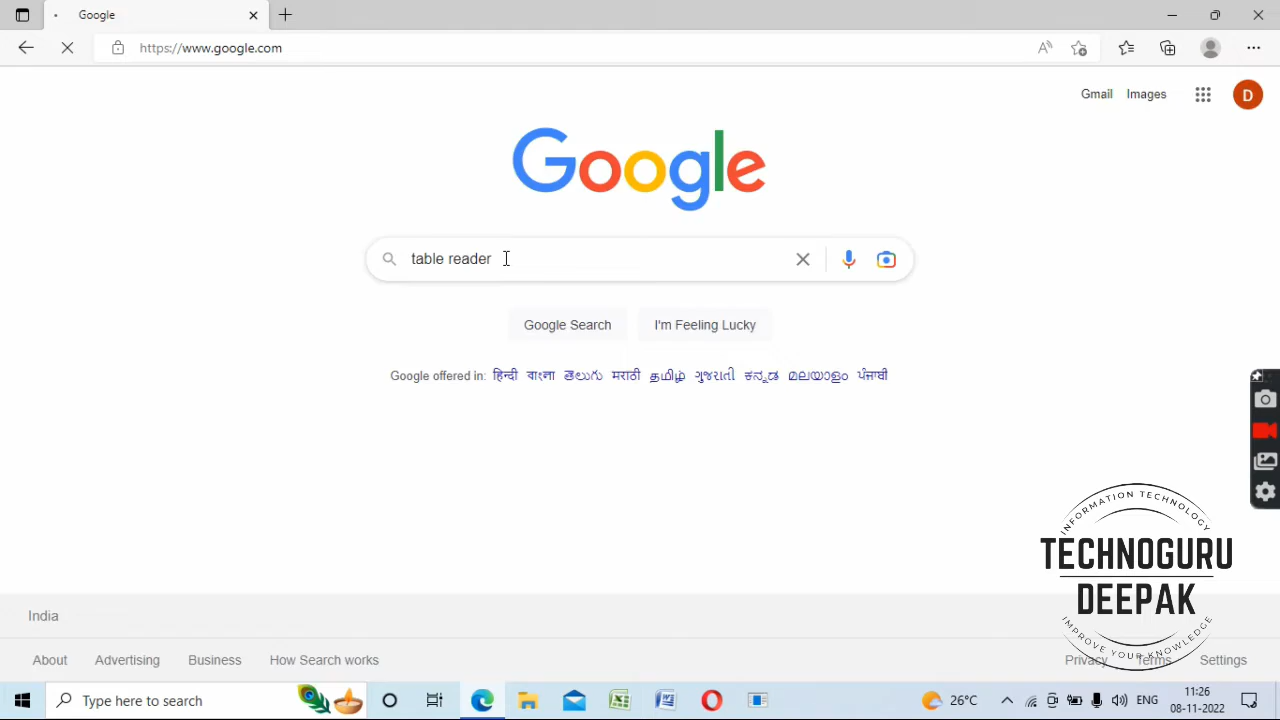 Google
https://www.google.com
Gmail Images
D
Google
table reader
Google Search I'm Feeling Lucky
Google offered in: हिन्दी বাংলা తెలుగు मराठी தமிழ் ગુજરાતી ಕನ್ನಡ മലയാളം ਪੰਜਾਬੀ
INFORMATION TECHNOLOGY
TECHNOGURU
DEEPAK
IMPROVE YOUR KNOWLEDGE
India
About Advertising Business How Search works Privacy Terms Settings
Type here to search 26°C ENG 11:26
08-11-2022